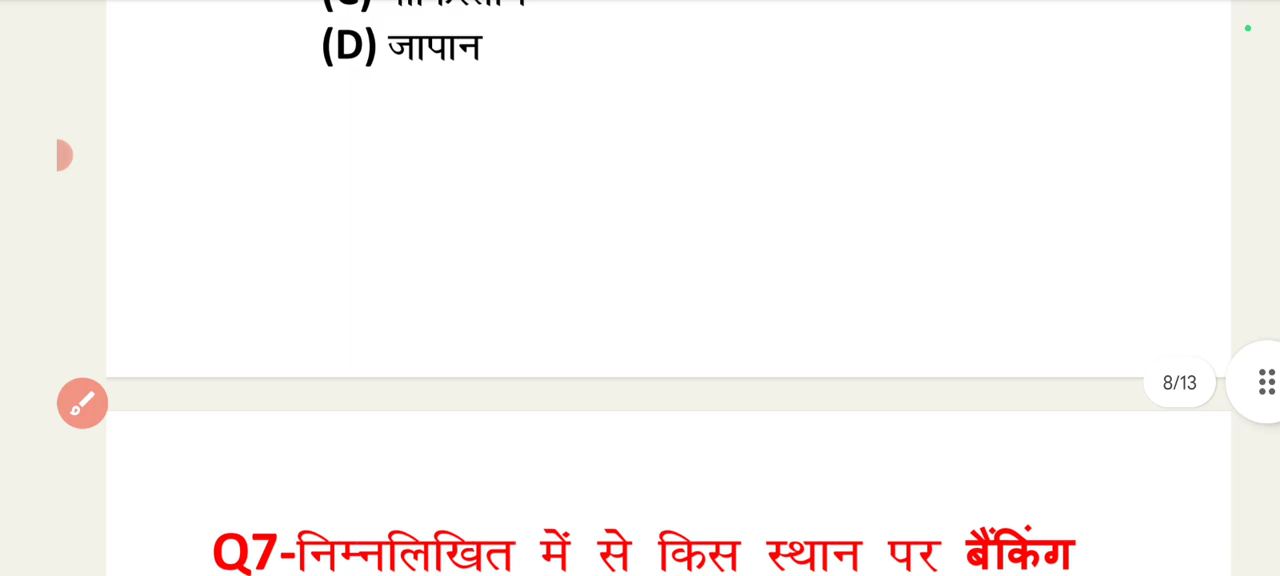 (D) जापान
8/13
Q7-निम्नलिखित में से किस स्थान पर बैंकिंग